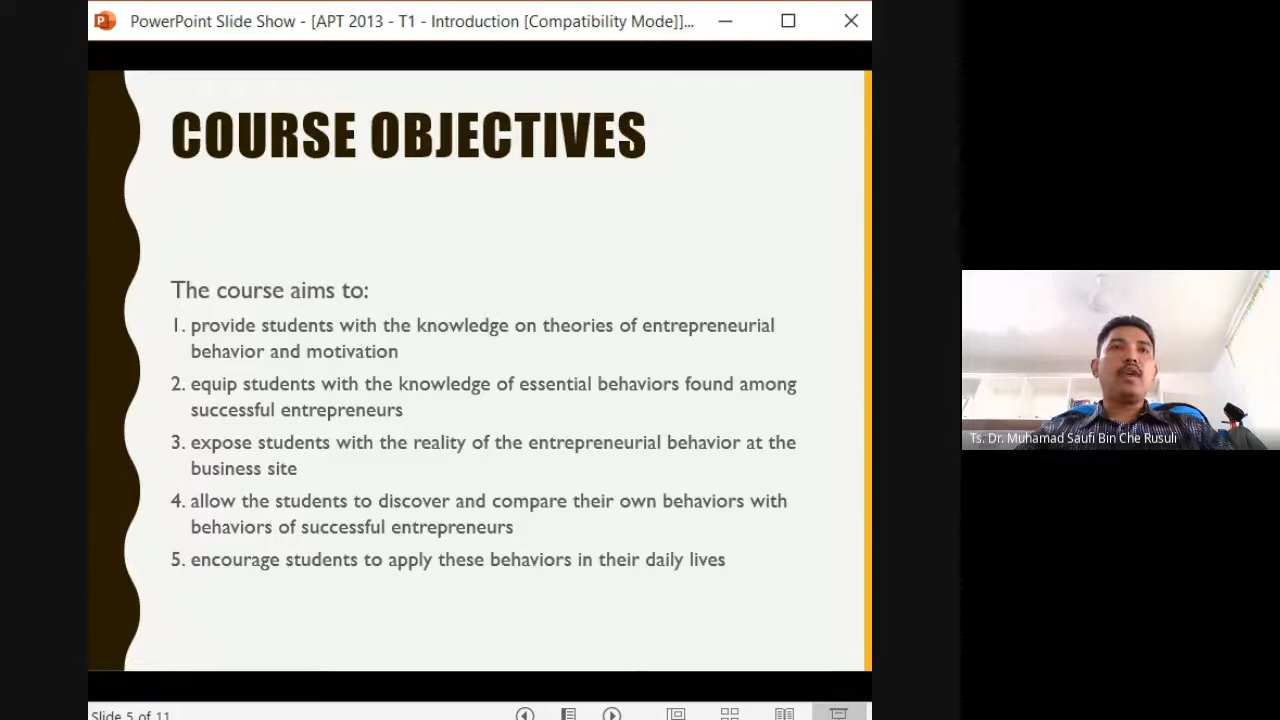 PowerPoint Slide Show - [APT 2013 - T1 - Introduction [Compatibility Mode]]...
COURSE OBJECTIVES
The course aims to:
1. provide students with the knowledge on theories of entrepreneurial
behavior and motivation
2. equip students with the knowledge of essential behaviors found among
successful entrepreneurs
3. expose students with the reality of the entrepreneurial behavior at the
business site
4. allow the students to discover and compare their own behaviors with
behaviors of successful entrepreneurs
5. encourage students to apply these behaviors in their daily lives
Ts. Dr. Muhamad Saufi Bin Che Rusuli
Slide 5 of 11